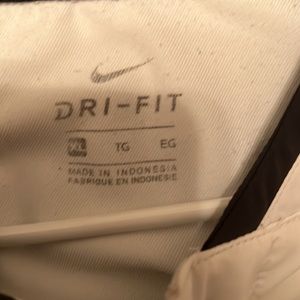 DRI-FIT
XL TG EG
MADE IN INDONESIA
FABRIQUE EN INDONESIE